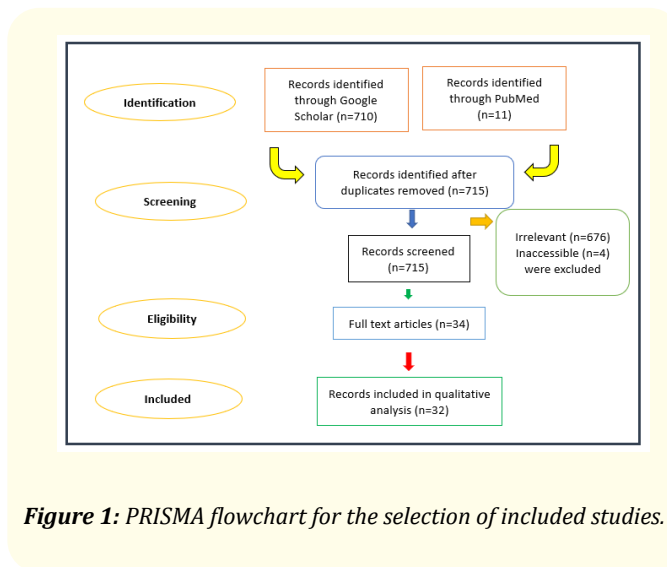 Identification
Records identified
through Google
Scholar (n=710)
Records identified
through PubMed
(n=11)
Records identified after
duplicates removed (n=715)
Screening
Records screened
(n=715)
Irrelevant (n=676)
Inaccessible (n=4)
were excluded
Eligibility
Full text articles (n=34)
Included
Records included in qualitative
analysis (n=32)
Figure 1: PRISMA flowchart for the selection of included studies.